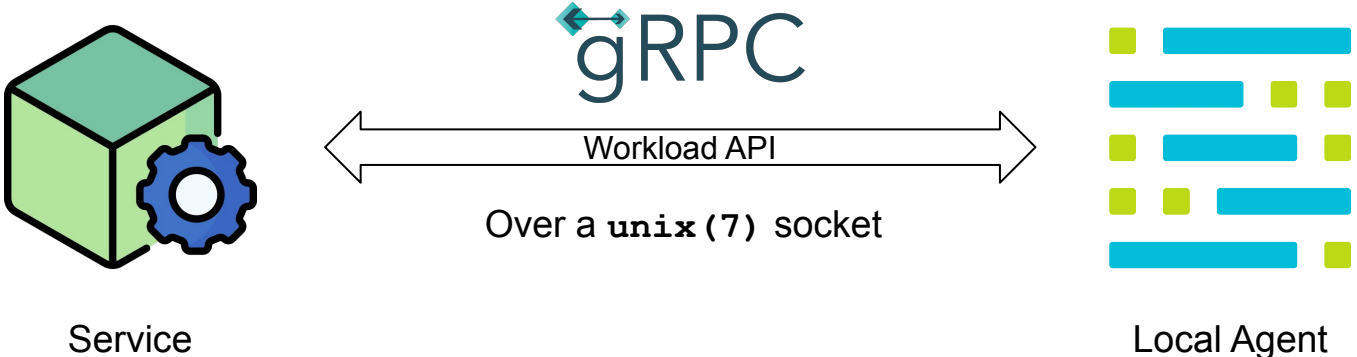 gRPC
Workload API
Over a unix(7) socket
Service
Local Agent